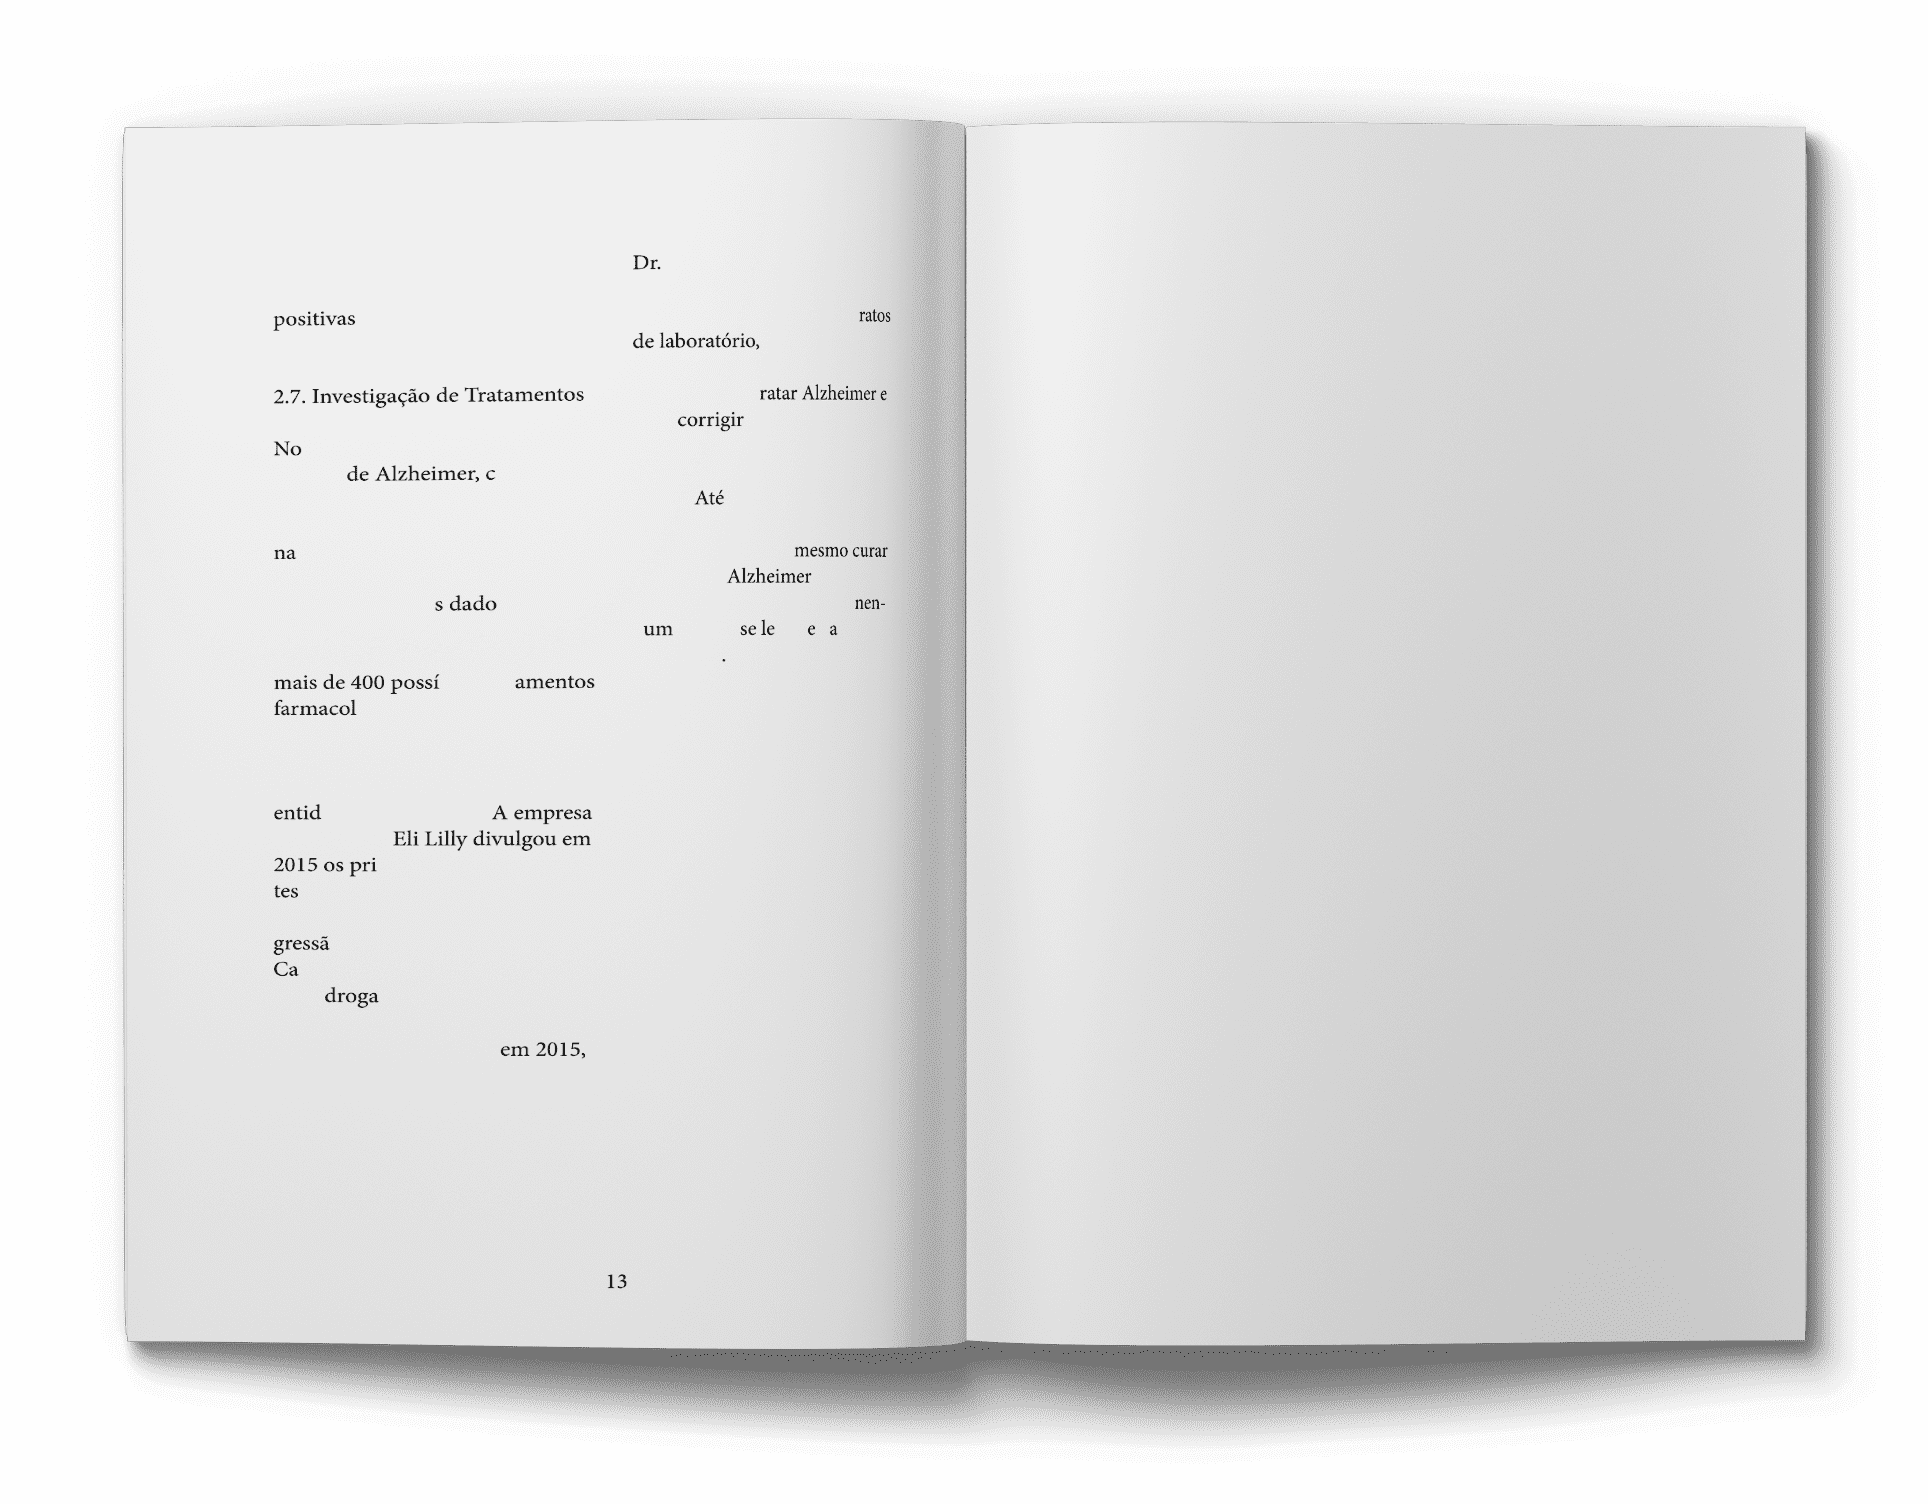 positivas
2.7. Investigação de Tratamentos
No
de Alzheimer, c
na
s dado
mais de 400 possí amentos
farmacol
entid A empresa
Eli Lilly divulgou em
2015 os pri
tes
gressã
Ca
droga
em 2015,
Dr.
ratos
de laboratório,
ratar Alzheimer e
corrigir
Até
mesmo curar
Alzheimer
nen-
um se le e a
.
13